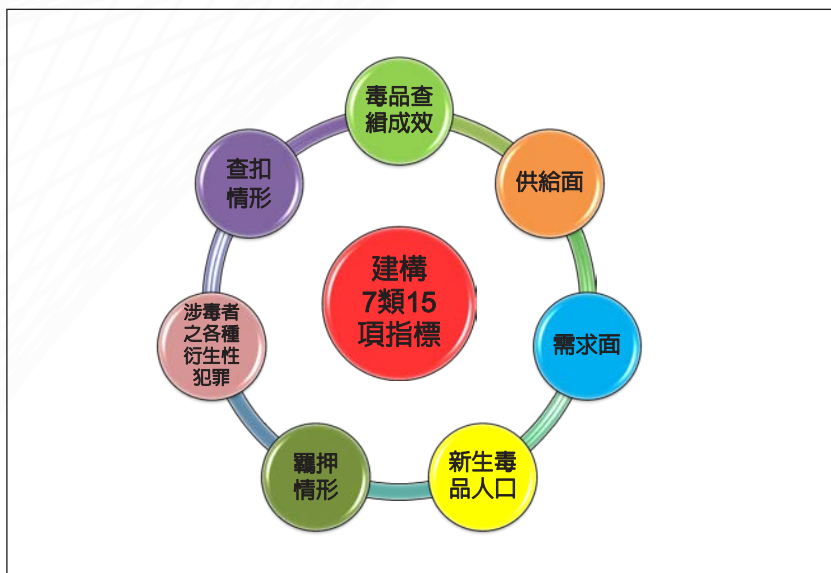 毒品查
緝成效
供給面
需求面
新生毒
品人口
羈押
情形
涉毒者
之各種
衍生性
犯罪
查扣
情形
建構
7類15
項指標